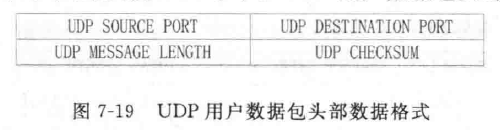 UDP SOURCE PORT UDP DESTINATION PORT
UDP MESSAGE LENGTH UDP CHECKSUM
图 7-19 UDP 用户数据包头部数据格式